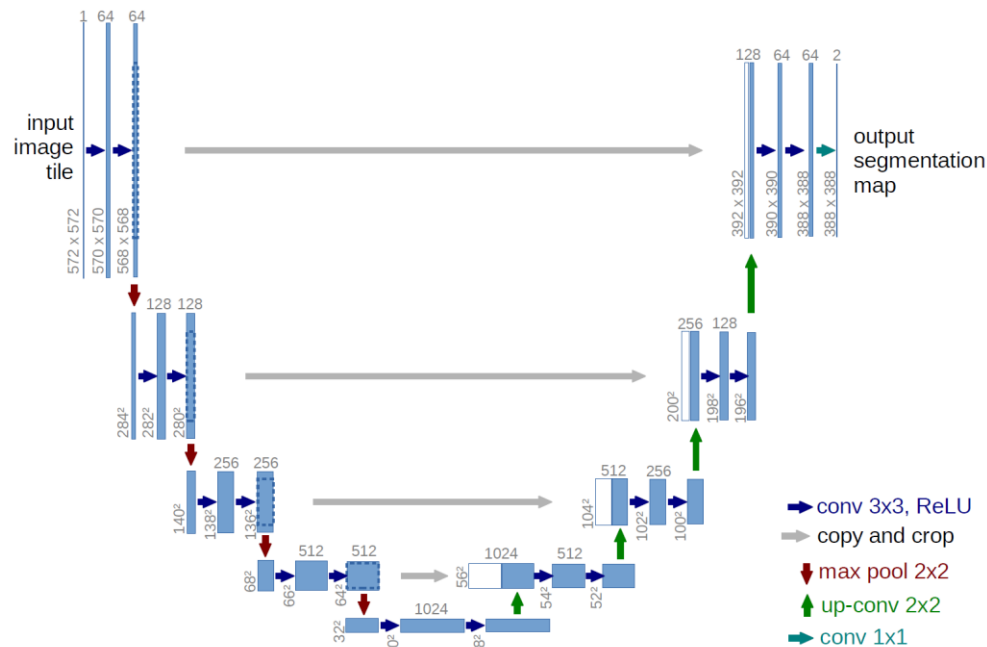 1 64 64
128 64 64 2
input
image
tile
output
segmentation
map
572 x 572
570 x 570
568 x 568
392 x 392
390 x 390
388 x 388
388 x 388
128 128
256 128
284²
282²
280²
200²
198²
196²
256 256
512 256
140²
138²
136²
104²
102²
100²
conv 3x3, ReLU
copy and crop
max pool 2x2
up-conv 2x2
conv 1x1
512 512
1024 512
68²
66²
64²
56²
54²
52²
1024
32²